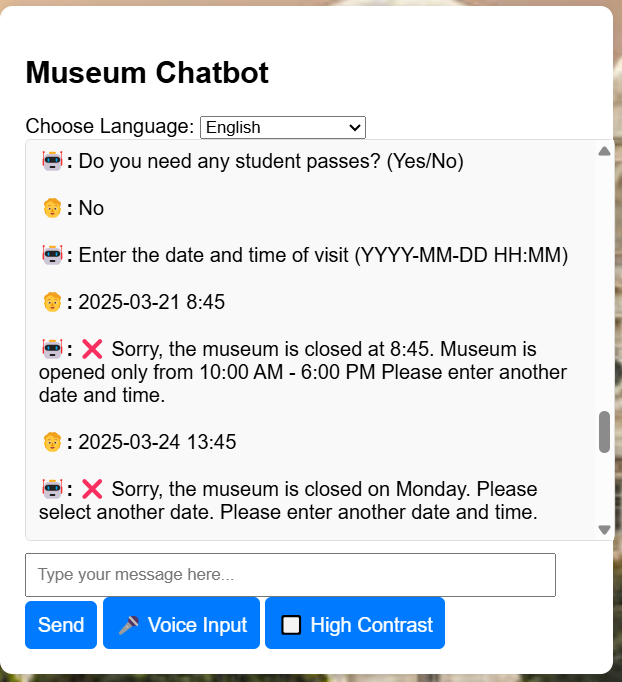 Museum Chatbot
Choose Language: English
🤖: Do you need any student passes? (Yes/No)
🧑: No
🤖: Enter the date and time of visit (YYYY-MM-DD HH:MM)
🧑: 2025-03-21 8:45
🤖: ❌ Sorry, the museum is closed at 8:45. Museum is
opened only from 10:00 AM - 6:00 PM Please enter another
date and time.
🧑: 2025-03-24 13:45
🤖: ❌ Sorry, the museum is closed on Monday. Please
select another date. Please enter another date and time.
Type your message here...
Send 🎤 Voice Input 🔲 High Contrast